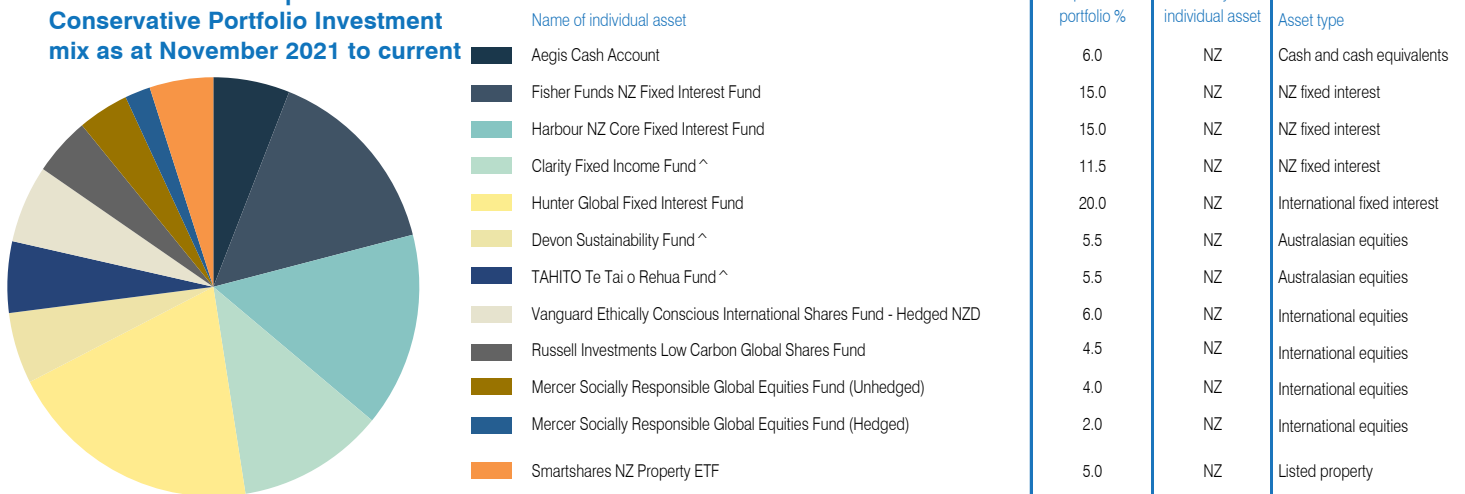 Conservative Portfolio Investment
mix as at November 2021 to current
Name of individual asset portfolio % individual asset Asset type
Aegis Cash Account 6.0 NZ Cash and cash equivalents
Fisher Funds NZ Fixed Interest Fund 15.0 NZ NZ fixed interest
Harbour NZ Core Fixed Interest Fund 15.0 NZ NZ fixed interest
Clarity Fixed Income Fund ^ 11.5 NZ NZ fixed interest
Hunter Global Fixed Interest Fund 20.0 NZ International fixed interest
Devon Sustainability Fund ^ 5.5 NZ Australasian equities
TAHITO Te Tai o Rehua Fund ^ 5.5 NZ Australasian equities
Vanguard Ethically Conscious International Shares Fund - Hedged NZD 6.0 NZ International equities
Russell Investments Low Carbon Global Shares Fund 4.5 NZ International equities
Mercer Socially Responsible Global Equities Fund (Unhedged) 4.0 NZ International equities
Mercer Socially Responsible Global Equities Fund (Hedged) 2.0 NZ International equities
Smartshares NZ Property ETF 5.0 NZ Listed property